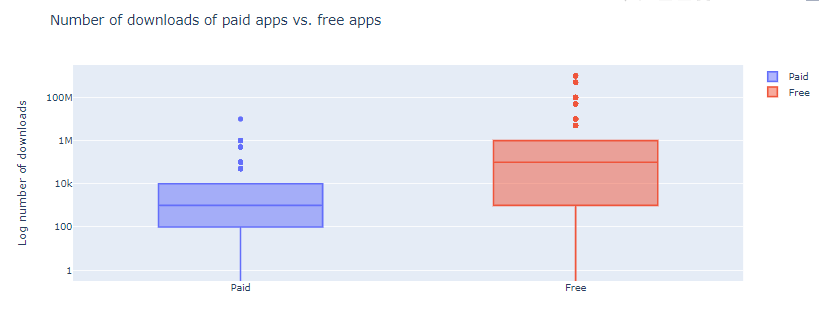 Number of downloads of paid apps vs. free apps
Log number of downloads
100M
1M
10k
100
1
Paid
Free
Paid
Free